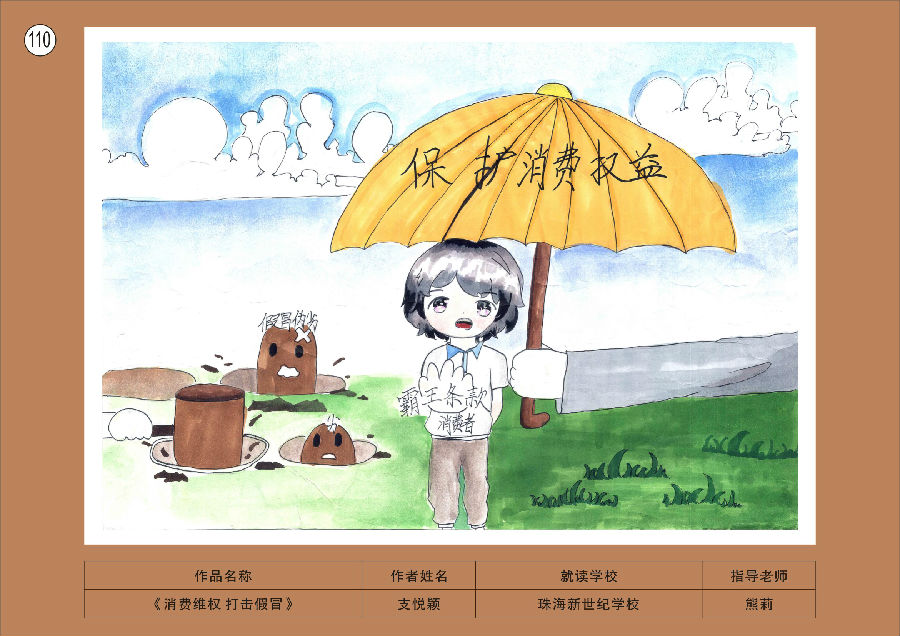 110
保护消费权益
假冒伪劣
霸王条款
消费者
作品名称 作者姓名 就读学校 指导老师
《消费维权 打击假冒》 支悦颖 珠海新世纪学校 熊莉